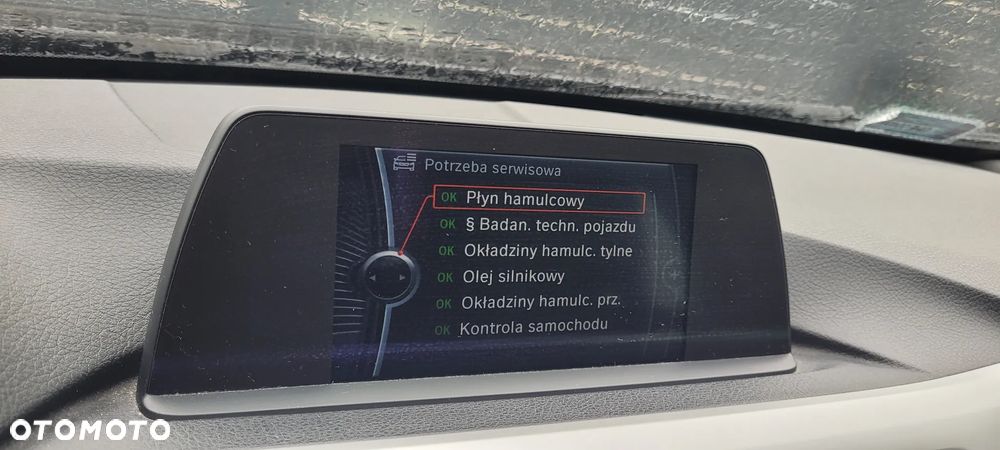 Potrzeba serwisowa
OK Płyn hamulcowy
OK § Badan. techn. pojazdu
OK Okładziny hamulc. tylne
OK Olej silnikowy
OK Okładziny hamulc. prz.
OK Kontrola samochodu
OTOMOTO